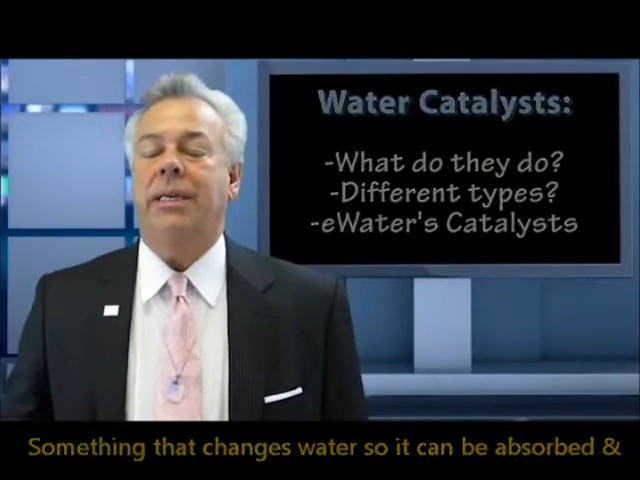 Water Catalysts:
-What do they do?
-Different types?
-eWater's Catalysts
Something that changes water so it can be absorbed &